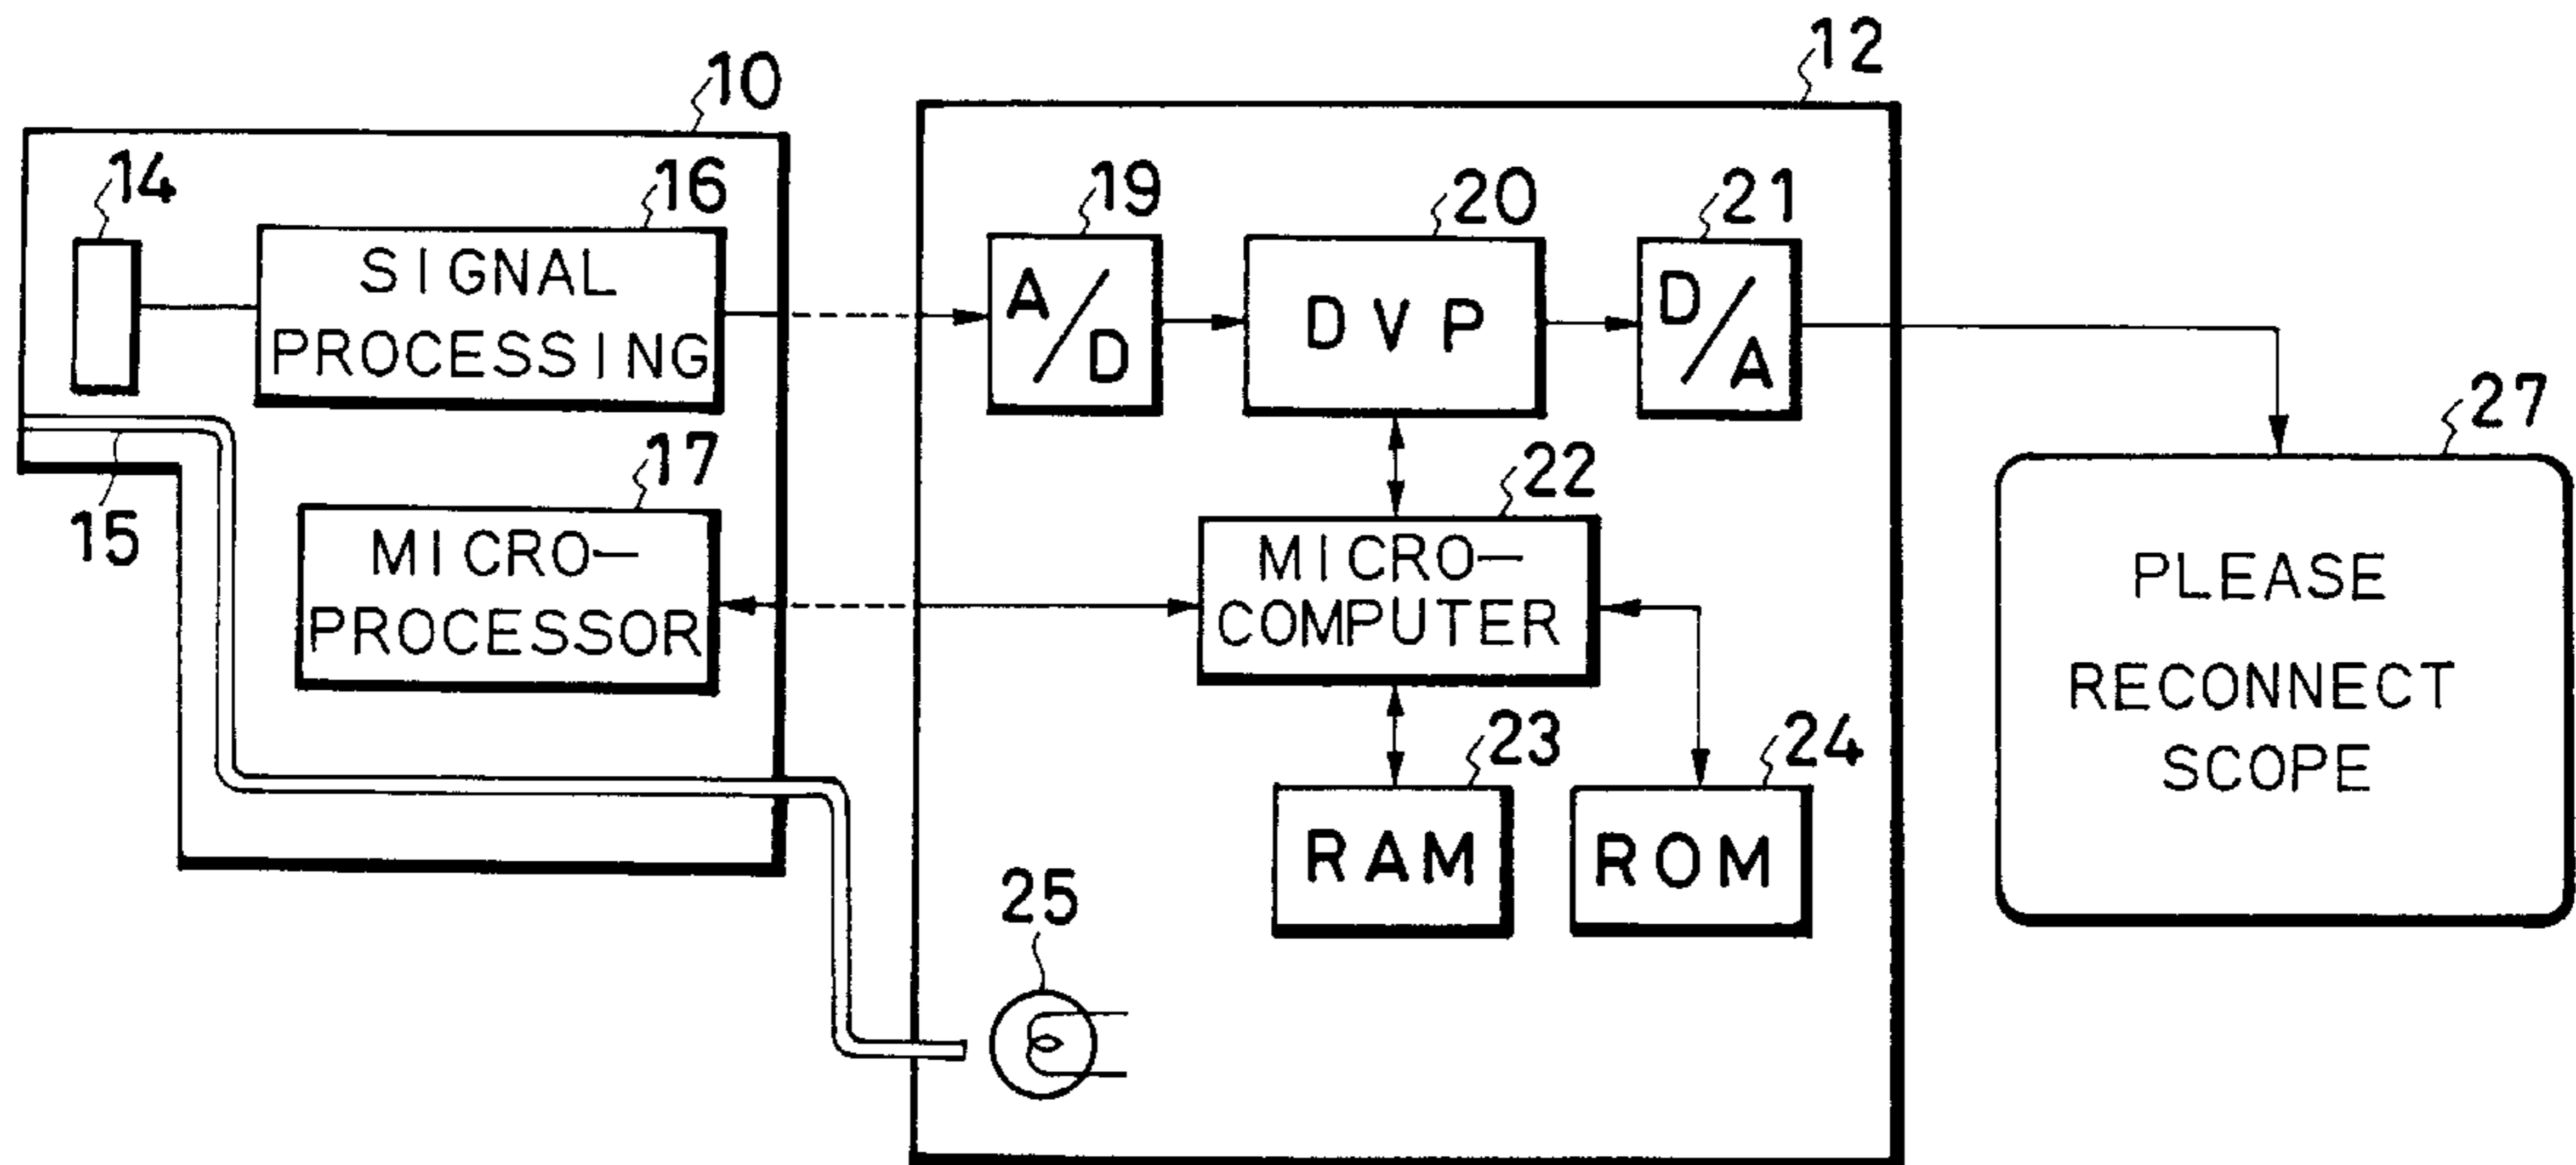 10
12
14
16
SIGNAL
PROCESSING
15
17
MICRO-
PROCESSOR
19
A/D
20
DVP
21
D/A
22
MICRO-
COMPUTER
23
RAM
24
ROM
25
27
PLEASE
RECONNECT
SCOPE